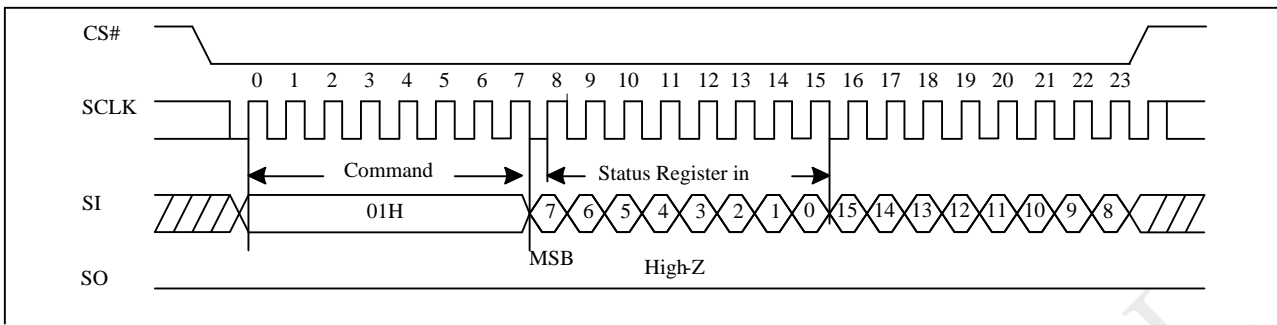 CS#
0 1 2 3 4 5 6 7 8 9 10 11 12 13 14 15 16 17 18 19 20 21 22 23
SCLK
Command Status Register in
SI 01H 7 6 5 4 3 2 1 0 15 14 13 12 11 10 9 8
MSB High-Z
SO